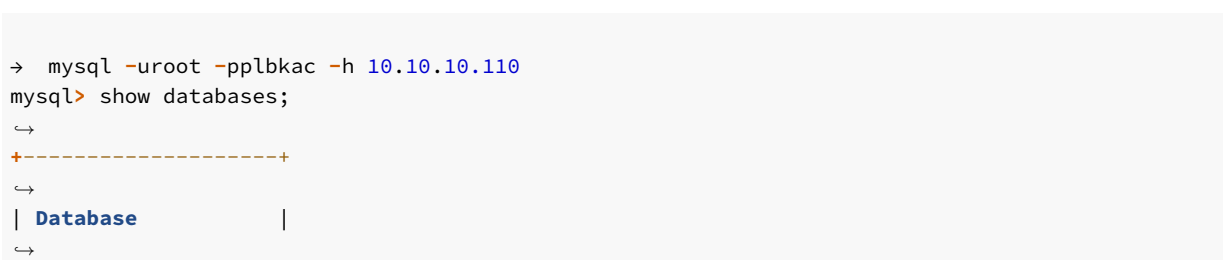 →  mysql -uroot -pplbkac -h 10.10.10.110
mysql> show databases;
↪
+--------------------+
↪
| Database           |
↪